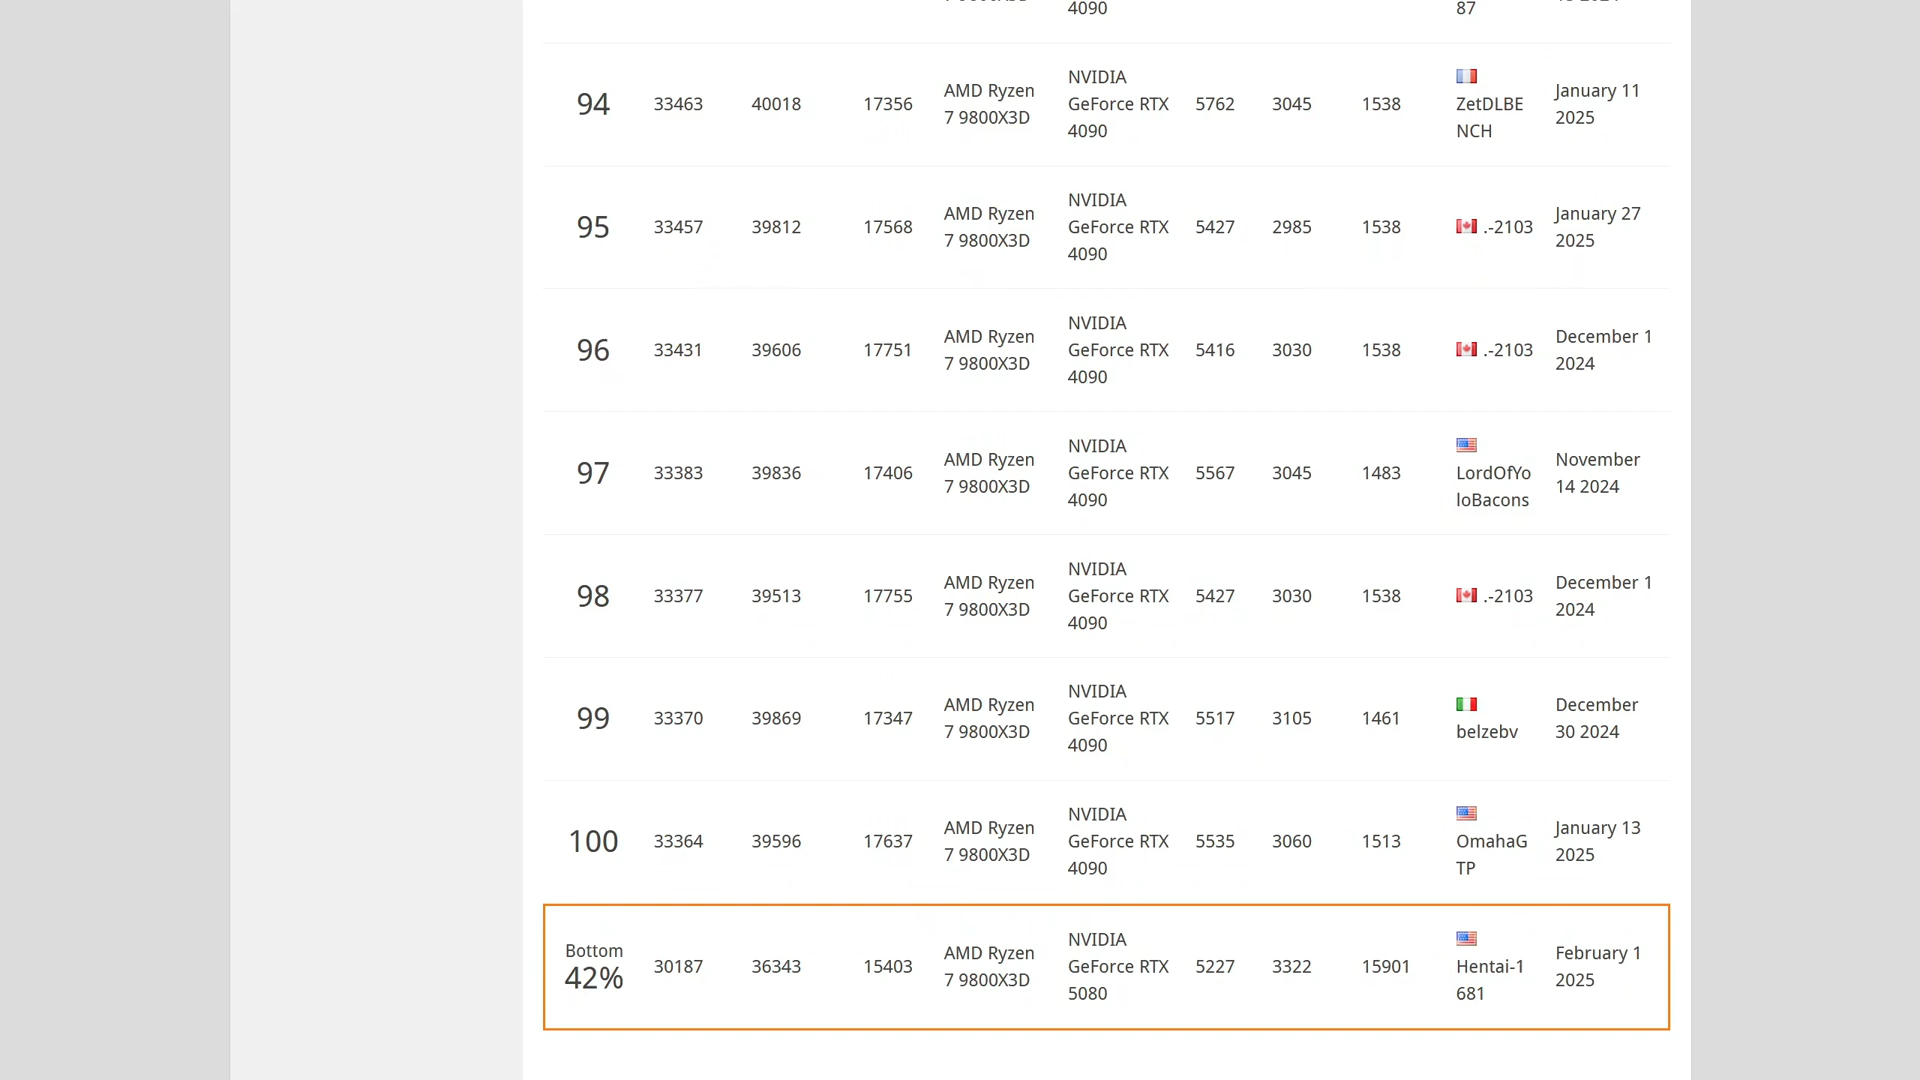 4090
87
94 33463 40018 17356 AMD Ryzen 7 9800X3D NVIDIA GeForce RTX 4090 5762 3045 1538 ZetDLBE NCH January 11 2025
95 33457 39812 17568 AMD Ryzen 7 9800X3D NVIDIA GeForce RTX 4090 5427 2985 1538 .-2103 January 27 2025
96 33431 39606 17751 AMD Ryzen 7 9800X3D NVIDIA GeForce RTX 4090 5416 3030 1538 .-2103 December 1 2024
97 33383 39836 17406 AMD Ryzen 7 9800X3D NVIDIA GeForce RTX 4090 5567 3045 1483 LordOfYo loBacons November 14 2024
98 33377 39513 17755 AMD Ryzen 7 9800X3D NVIDIA GeForce RTX 4090 5427 3030 1538 .-2103 December 1 2024
99 33370 39869 17347 AMD Ryzen 7 9800X3D NVIDIA GeForce RTX 4090 5517 3105 1461 belzebv December 30 2024
100 33364 39596 17637 AMD Ryzen 7 9800X3D NVIDIA GeForce RTX 4090 5535 3060 1513 OmahaG TP January 13 2025
Bottom 42% 30187 36343 15403 AMD Ryzen 7 9800X3D NVIDIA GeForce RTX 5080 5227 3322 15901 Hentai-1 681 February 1 2025